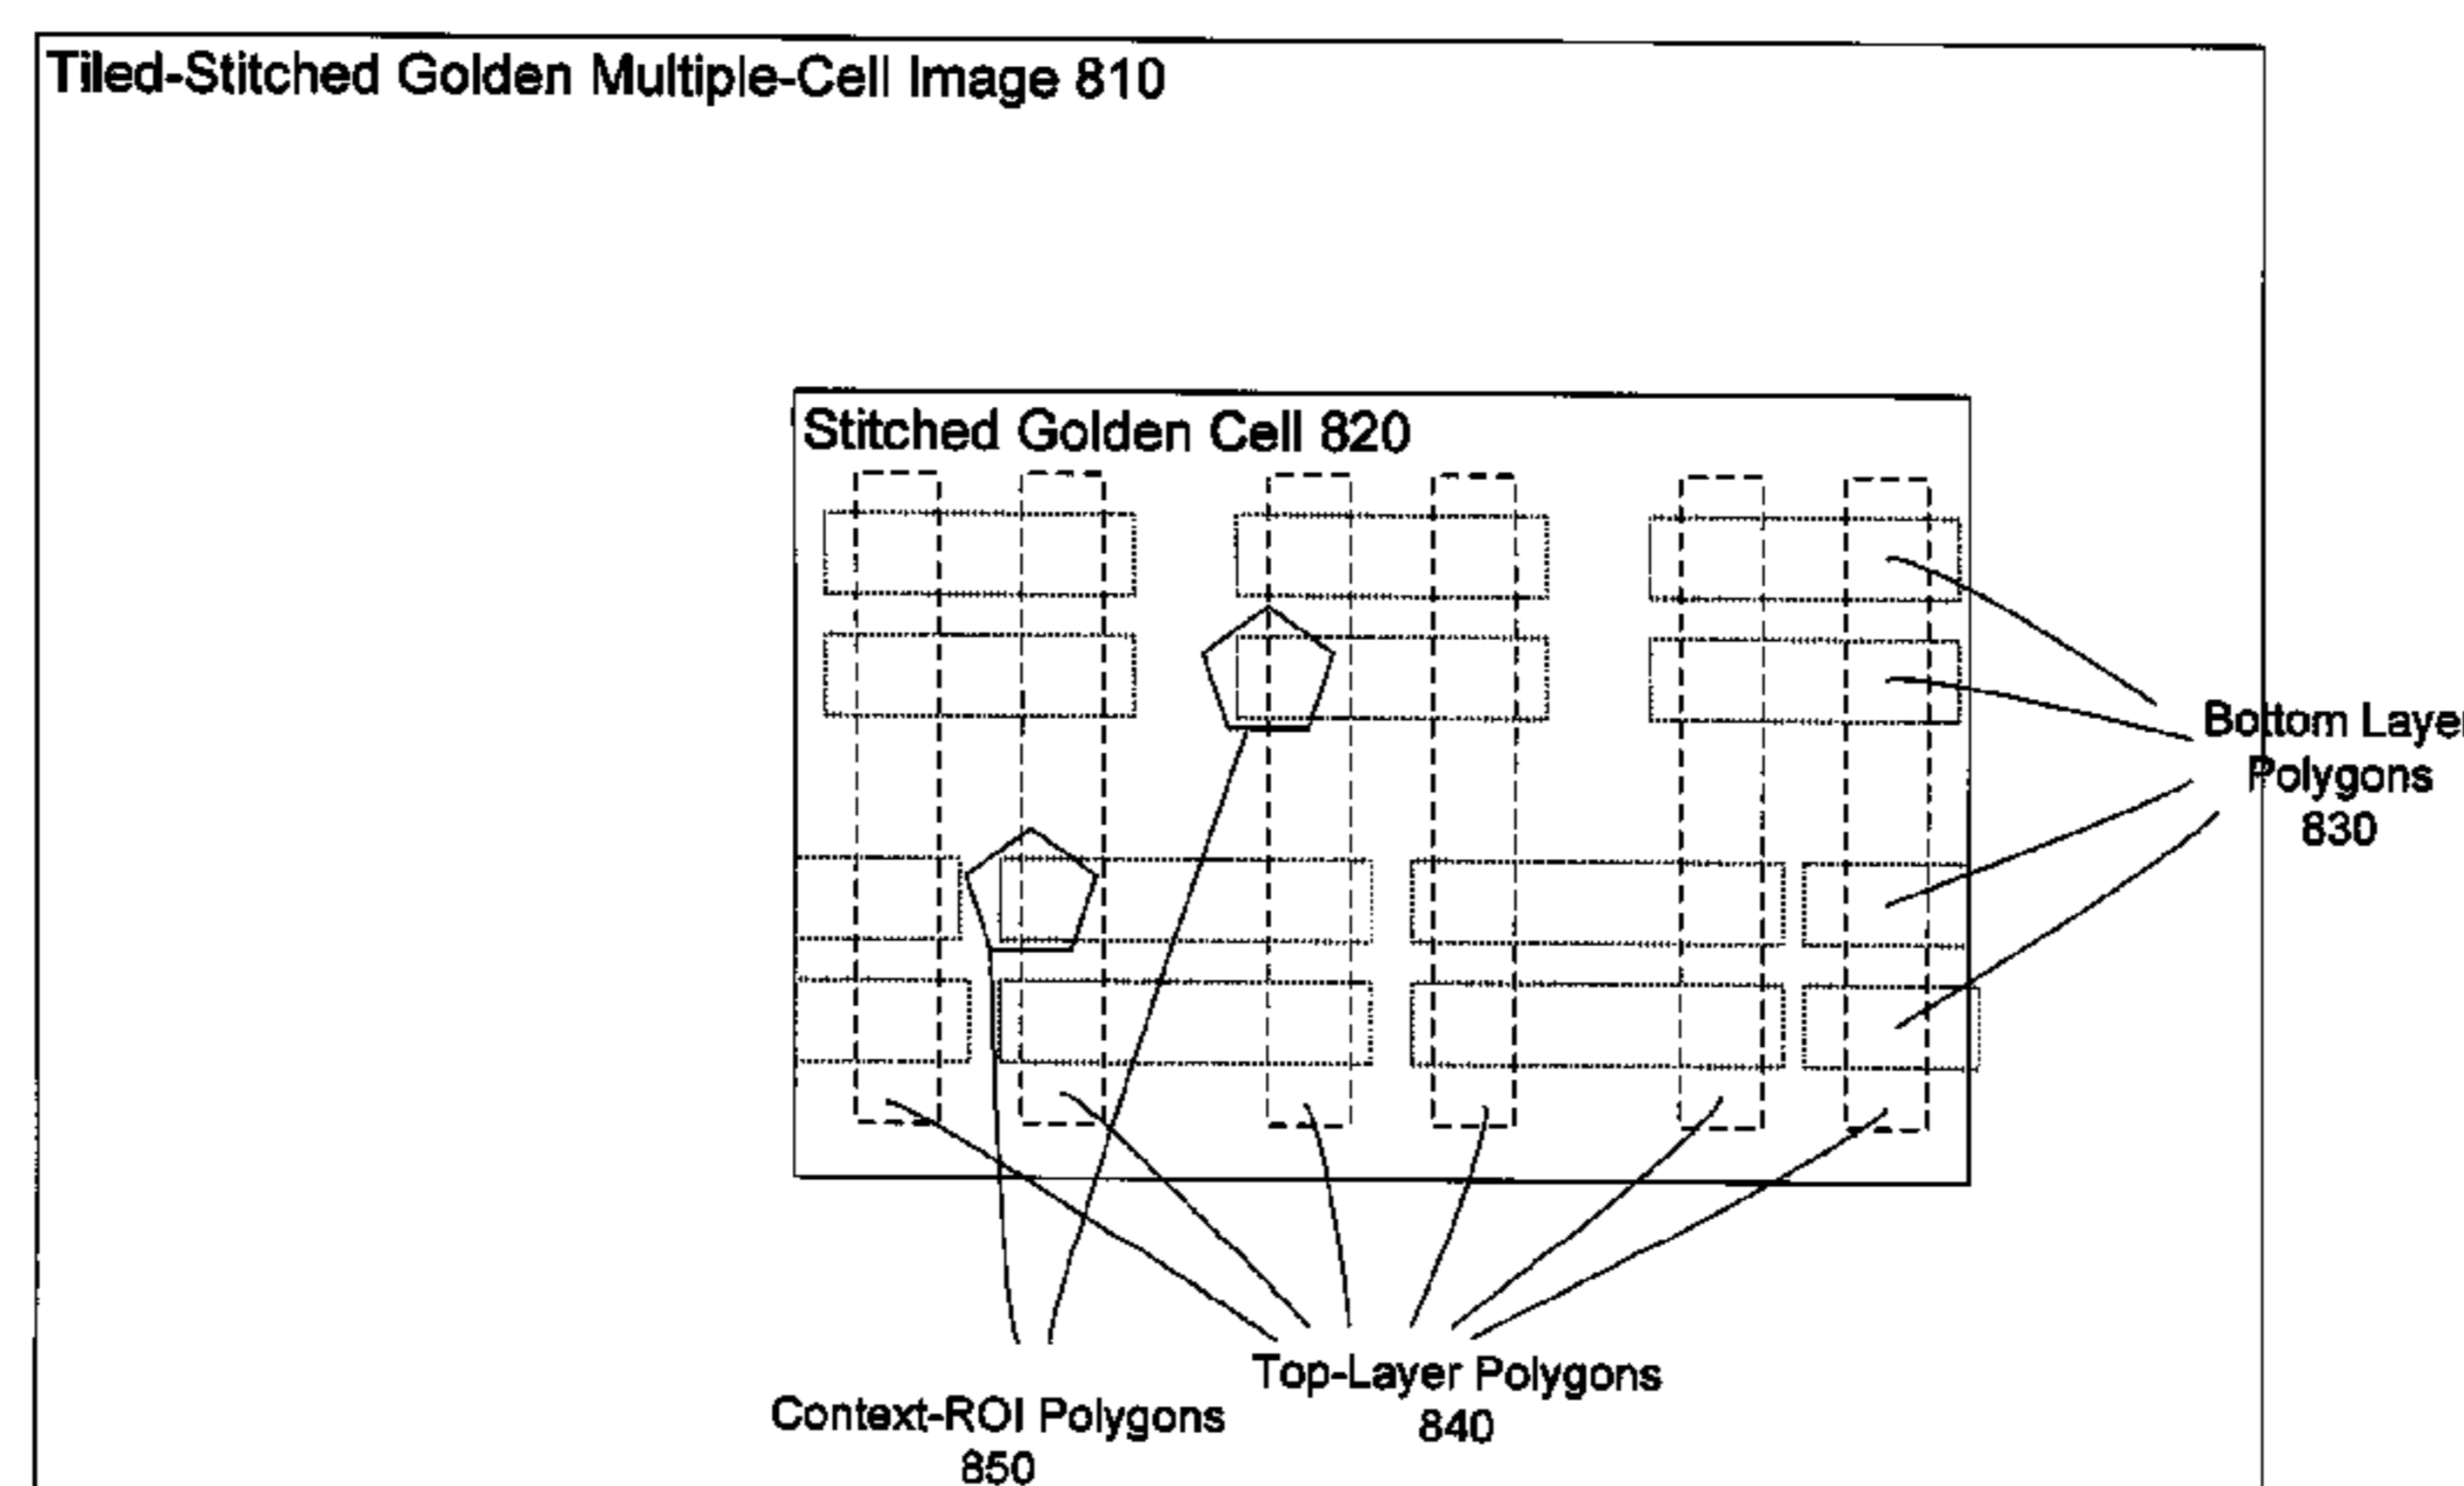 Tiled-Stitched Golden Multiple-Cell Image 810
Stitched Golden Cell 820
Bottom Layer
Polygons
830
Top-Layer Polygons
840
Context-ROI Polygons
850